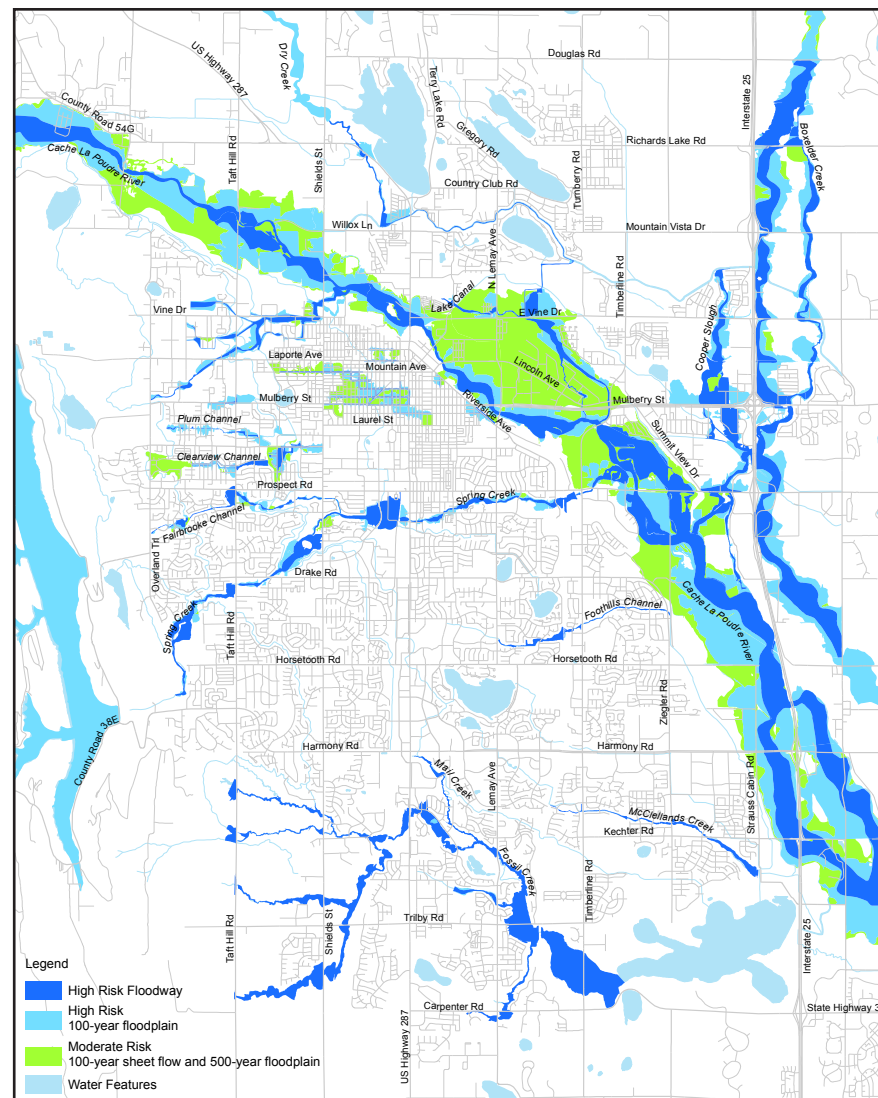 Douglas Rd
US Highway 287
Dry Creek
Terry Lake Rd
Gregory Rd
Interstate 25
Boxelder Creek
County Road 54G
Cache La Poudre River
Taft Hill Rd
Shields St
Richards Lake Rd
Country Club Rd
Turnberry Rd
Willox Ln
Mountain Vista Dr
N Lemay Ave
Timberline Rd
Lake Canal
Vine Dr
E Vine Dr
Cooper Slough
Laporte Ave
Mountain Ave
Lincoln Ave
Mulberry St
Mulberry St
Riverside Ave
Plum Channel
Laurel St
Summit View Dr
Clearview Channel
Prospect Rd
Spring Creek
Fairbrooke Channel
Overland Trl
Drake Rd
Foothills Channel
Cache La Poudre River
Spring Creek
Taft Hill Rd
Horsetooth Rd
Horsetooth Rd
Ziegler Rd
County Road 38E
Harmony Rd
Harmony Rd
Mail Creek
Lemay Ave
Strauss Cabin Rd
McClellands Creek
Kechter Rd
Fossil Creek
Timberline Rd
Trilby Rd
Taft Hill Rd
Shields St
Interstate 25
Carpenter Rd
State Highway 3
US Highway 287
Legend
High Risk Floodway
High Risk
100-year floodplain
Moderate Risk
100-year sheet flow and 500-year floodplain
Water Features